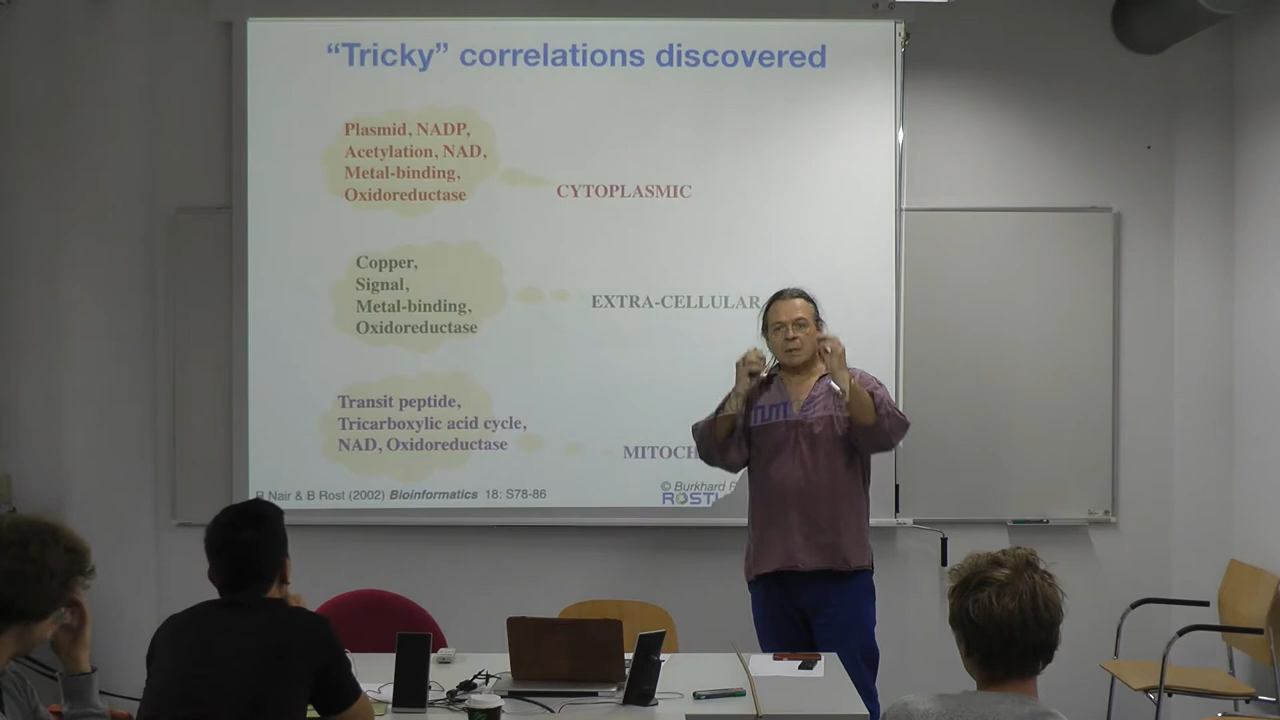 “Tricky” correlations discovered
Plasmid, NADP,
Acetylation, NAD,
Metal-binding,
Oxidoreductase
CYTOPLASMIC
Copper,
Signal,
Metal-binding,
Oxidoreductase
EXTRA-CELLULAR
Transit peptide,
Tricarboxylic acid cycle,
NAD, Oxidoreductase
MITOCH
R Nair & B Rost (2002) Bioinformatics 18: S78-86
© Burkhard R
ROSTL